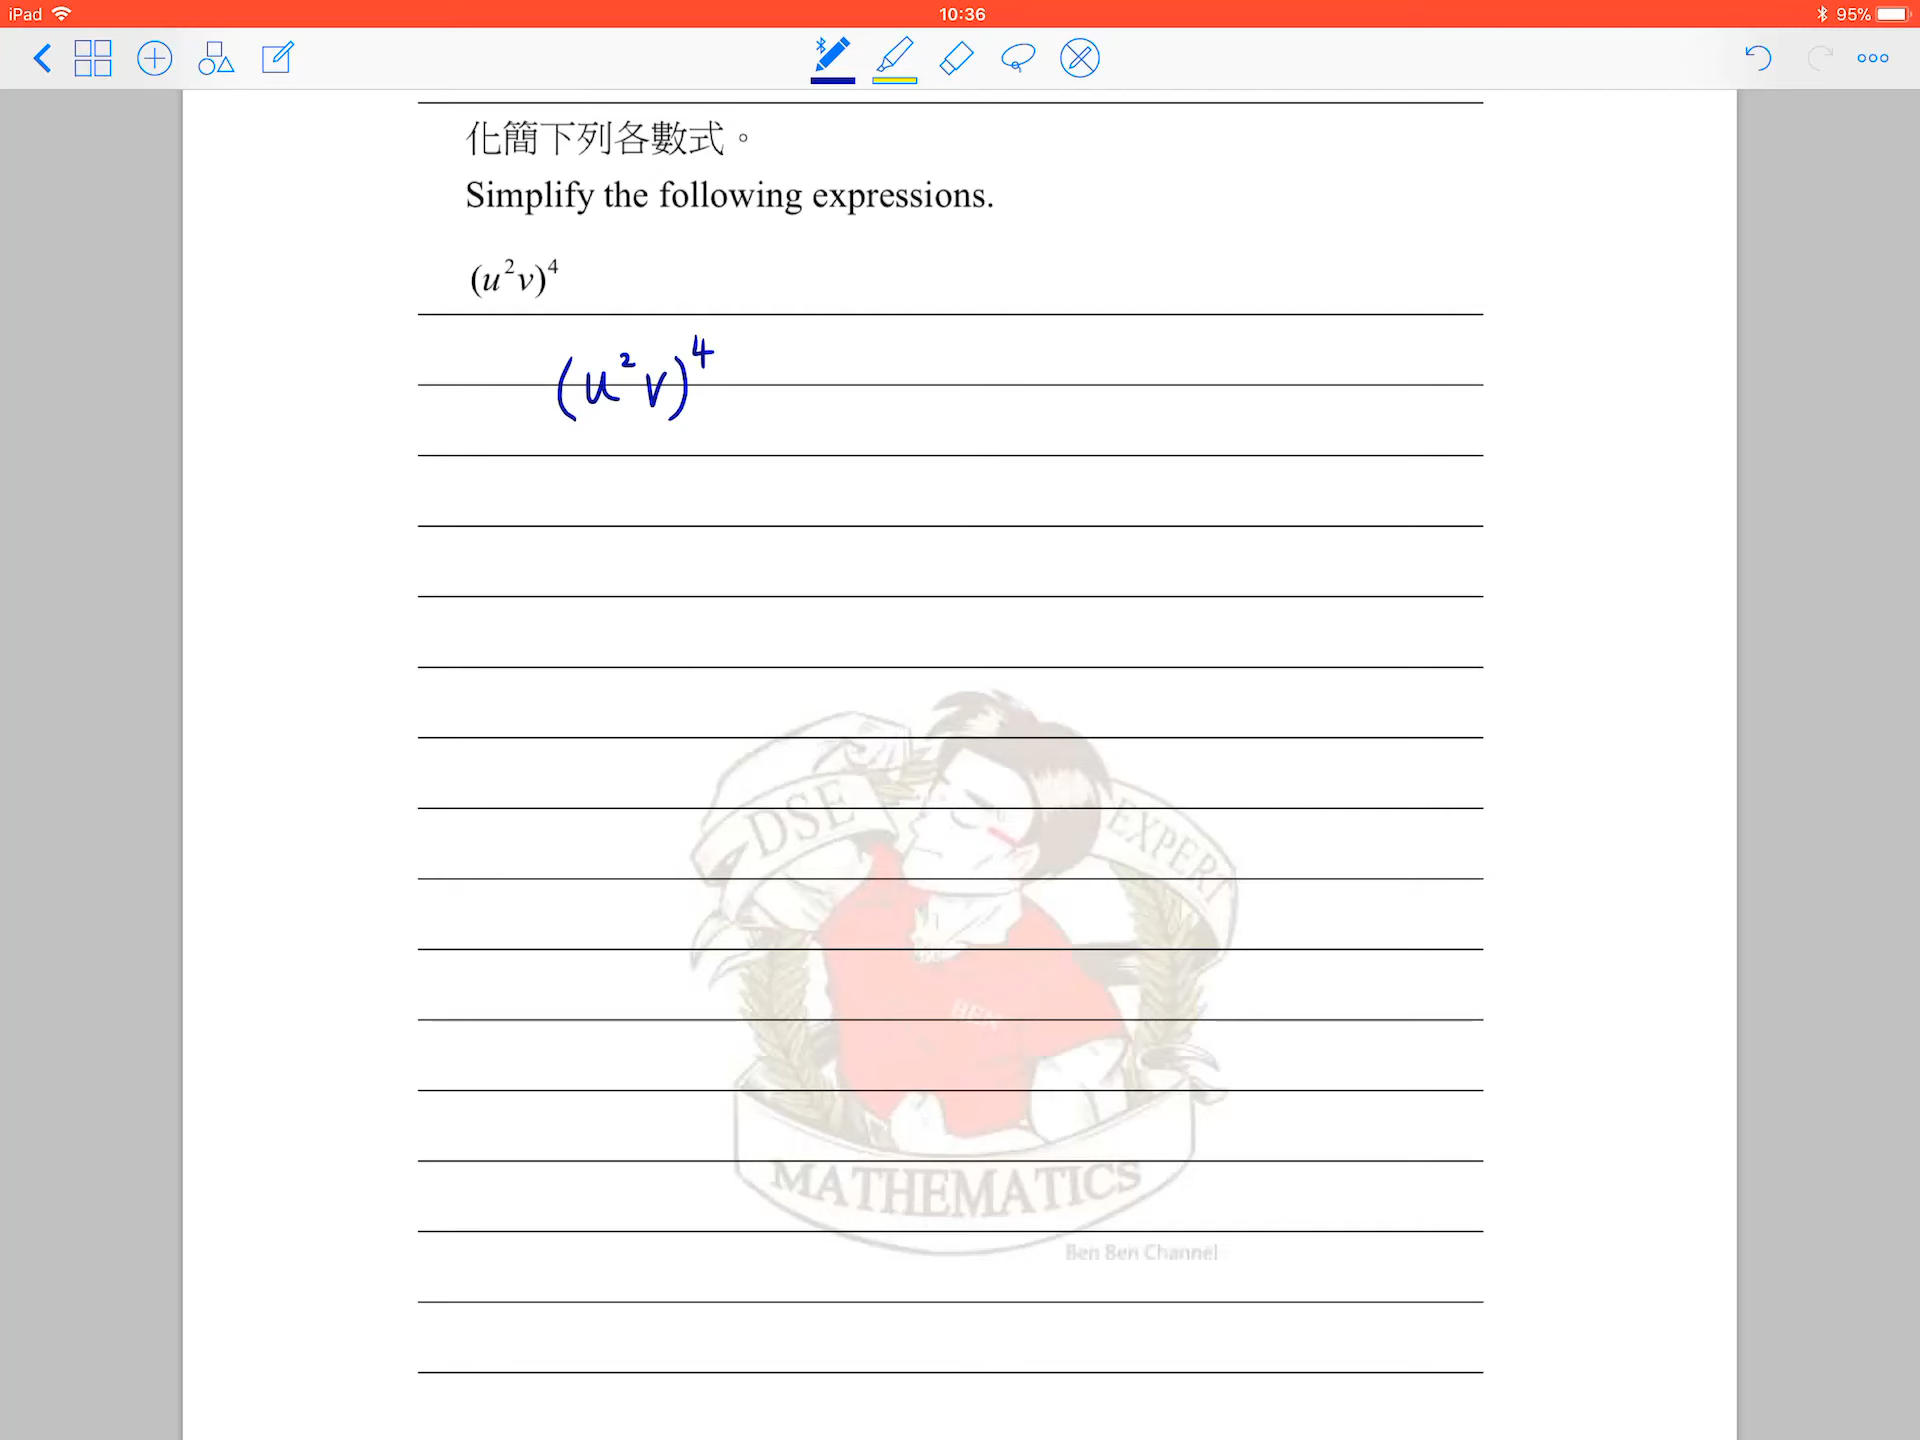 iPad 10:36 95%
化簡下列各數式。
Simplify the following expressions.
(u²v)⁴
(u²v)⁴
DSE EXPERT
BEN
MATHEMATICS
Ben Ben Channel